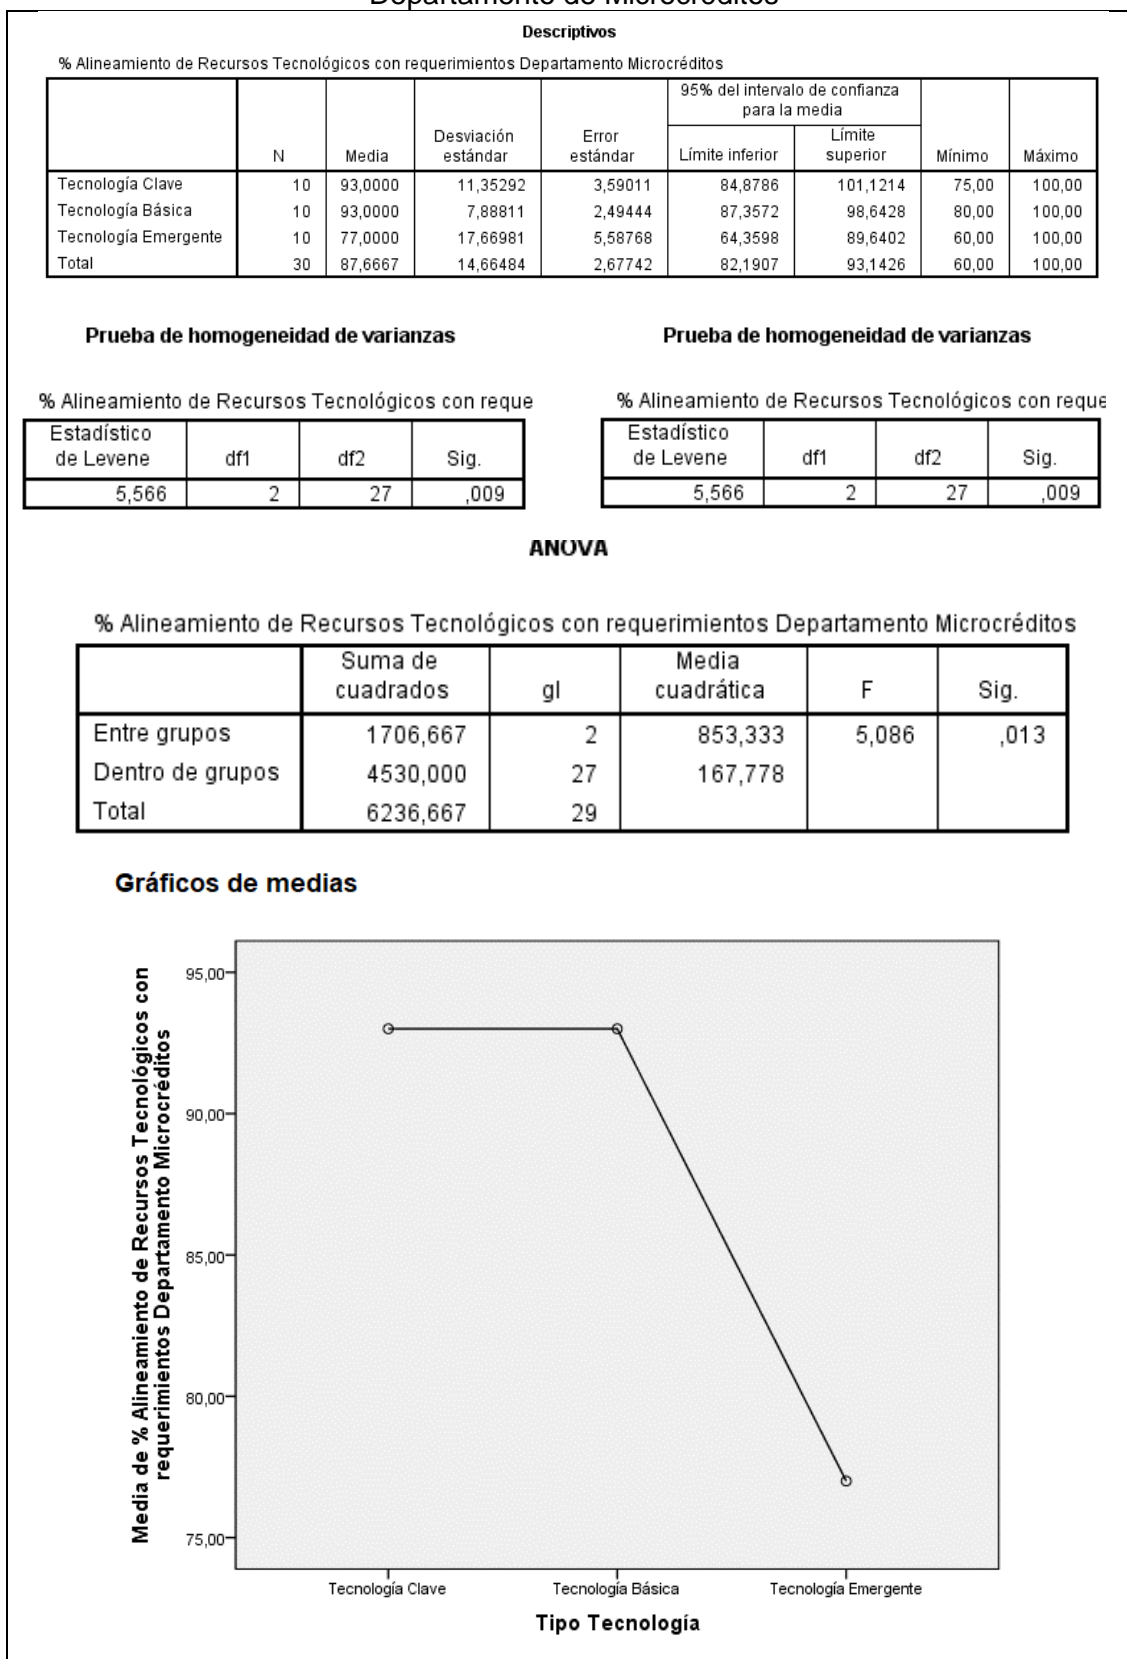 Departamento de Microcréditos
Descriptivos
% Alineamiento de Recursos Tecnológicos con requerimientos Departamento Microcréditos
N Media Desviación estándar Error estándar 95% del intervalo de confianza para la media Límite inferior Límite superior Mínimo Máximo
Tecnología Clave 10 93,0000 11,35292 3,59011 84,8786 101,1214 75,00 100,00
Tecnología Básica 10 93,0000 7,88811 2,49444 87,3572 98,6428 80,00 100,00
Tecnología Emergente 10 77,0000 17,66981 5,58768 64,3598 89,6402 60,00 100,00
Total 30 87,6667 14,66484 2,67742 82,1907 93,1426 60,00 100,00
Prueba de homogeneidad de varianzas
% Alineamiento de Recursos Tecnológicos con reque
Estadístico de Levene df1 df2 Sig.
5,566 2 27 ,009
Prueba de homogeneidad de varianzas
% Alineamiento de Recursos Tecnológicos con reque
Estadístico de Levene df1 df2 Sig.
5,566 2 27 ,009
ANOVA
% Alineamiento de Recursos Tecnológicos con requerimientos Departamento Microcréditos
Suma de cuadrados gl Media cuadrática F Sig.
Entre grupos 1706,667 2 853,333 5,086 ,013
Dentro de grupos 4530,000 27 167,778
Total 6236,667 29
Gráficos de medias
Media de % Alineamiento de Recursos Tecnológicos con
requerimientos Departamento Microcréditos
95,00
90,00
85,00
80,00
75,00
Tecnología Clave Tecnología Básica Tecnología Emergente
Tipo Tecnología